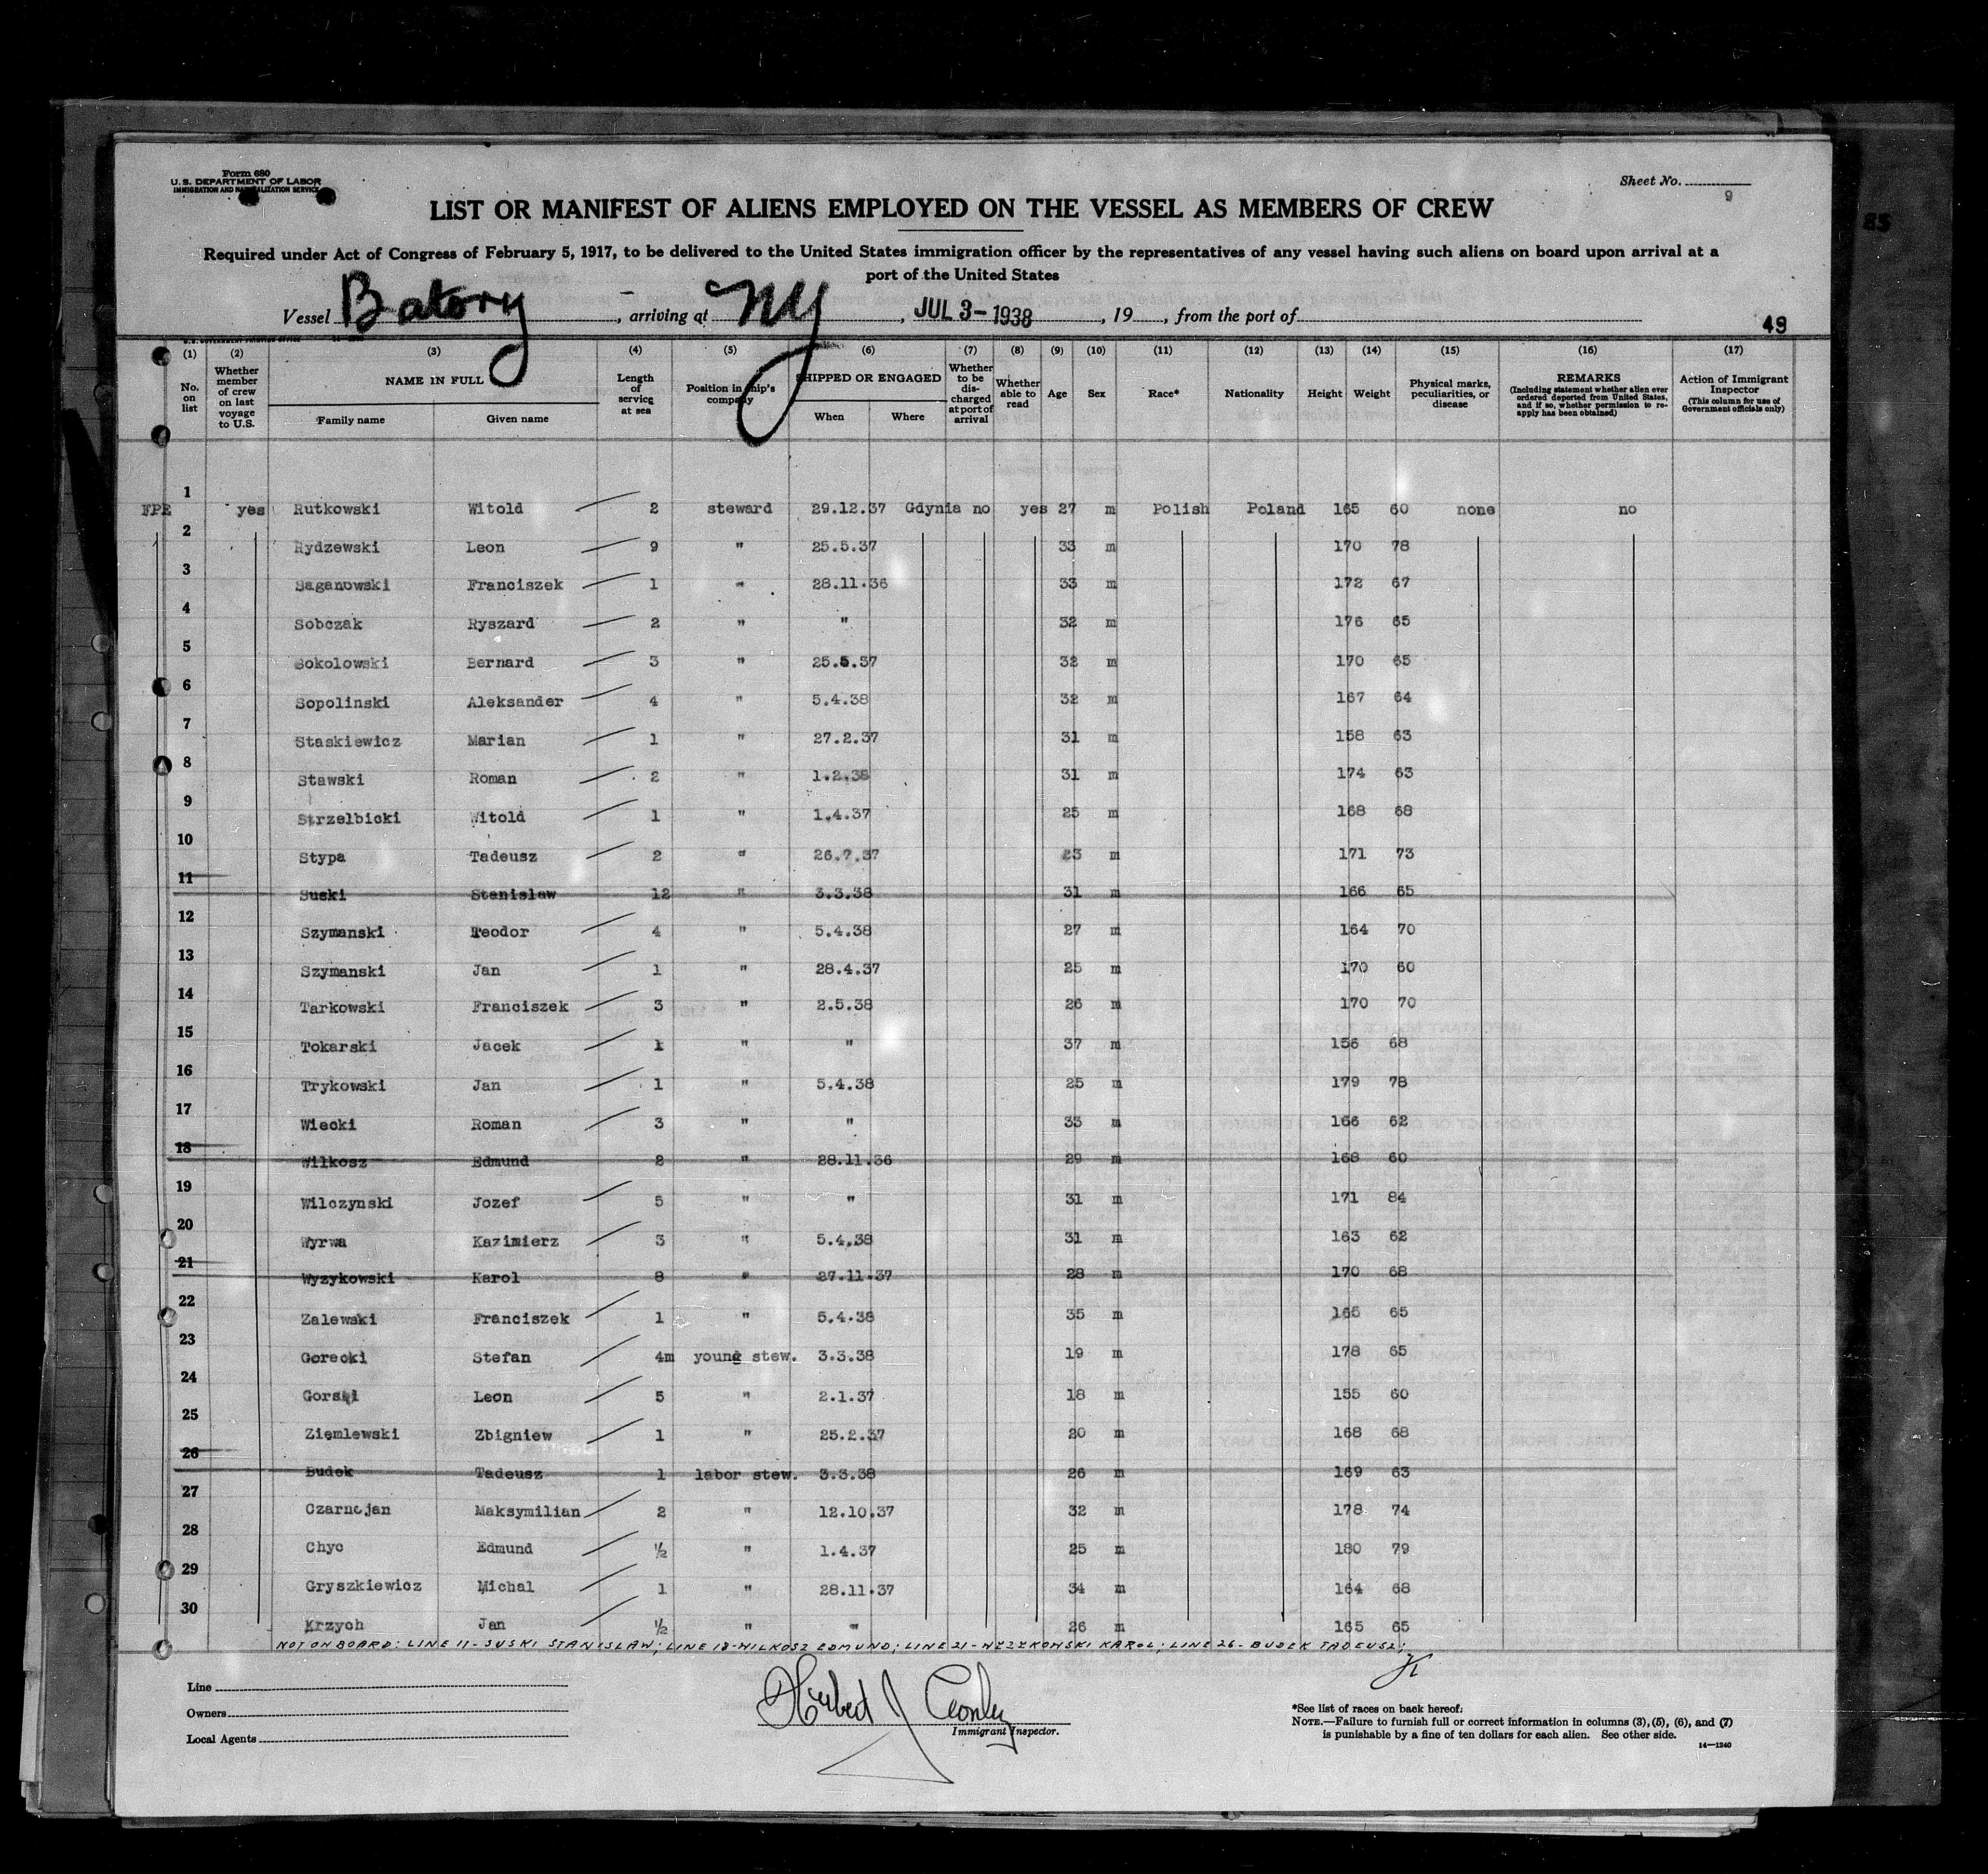 Form 680
U. S. DEPARTMENT OF LABOR
IMMIGRATION AND NATURALIZATION SERVICE
Sheet No.
9
LIST OR MANIFEST OF ALIENS EMPLOYED ON THE VESSEL AS MEMBERS OF CREW
Required under Act of Congress of February 5, 1917, to be delivered to the United States immigration officer by the representatives of any vessel having such aliens on board upon arrival at a
port of the United States
Vessel Batory, arriving at NY, JUL 3-1938, 19, from the port of
49
(1) (2) (3) (4) (5) (6) (7) (8) (9) (10) (11) (12) (13) (14) (15) (16) (17)
No. on list
Whether member of crew on last voyage to U.S.
NAME IN FULL
Family name Given name
Length of service at sea
Position in ship's company
SHIPPED OR ENGAGED
When Where
Whether to be discharged at port of arrival
Whether able to read
Age
Sex
Race*
Nationality
Height
Weight
Physical marks, peculiarities, or disease
REMARKS
(Including statement whether alien ever ordered deported from United States, and if so, whether permission to reapply has been obtained)
Action of Immigrant Inspector
(This column for use of Government officials only)
1 FPE yes Rutkowski Witold 2 steward 29.12.37 Gdynia no yes 27 m Polish Poland 165 60 none no
2 Rydzewski Leon 9 " 25.5.37 33 m 170 78
3 Saganowski Franciszek 1 " 28.11.36 33 m 172 67
4 Sobczak Ryszard 2 " " 32 m 176 65
5 Sokolowski Bernard 3 " 25.5.37 32 m 170 65
6 Sopolinski Aleksander 4 " 5.4.38 32 m 167 64
7 Staskiewicz Marian 1 " 27.2.37 31 m 158 63
8 Stawski Roman 2 " 1.2.38 31 m 174 63
9 Strzelbicki Witold 1 " 1.4.37 25 m 168 68
10 Stypa Tadeusz 2 " 26.7.37 23 m 171 73
11 Suski Stanislaw 12 " 3.3.38 31 m 166 65
12 Szymanski Teodor 4 " 5.4.38 27 m 164 70
13 Szymanski Jan 1 " 28.4.37 25 m 170 60
14 Tarkowski Franciszek 3 " 2.5.38 26 m 170 70
15 Tokarski Jacek 1 " " 37 m 156 68
16 Trykowski Jan 1 " 5.4.38 25 m 179 78
17 Wiecki Roman 3 " " 33 m 166 62
18 Wilkosz Edmund 2 " 28.11.36 29 m 168 60
19 Wilczynski Jozef 5 " " 31 m 171 84
20 Wyrwa Kazimierz 3 " 5.4.38 31 m 163 62
21 Wyzykowski Karol 8 " 27.11.37 28 m 170 68
22 Zalewski Franciszek 1 " 5.4.38 35 m 166 65
23 Gorecki Stefan 4m young stew. 3.3.38 19 m 178 65
24 Gorski Leon 5 " 2.1.37 18 m 155 60
25 Ziemlewski Zbigniew 1 " 25.2.37 20 m 168 68
26 Budek Tadeusz 1 labor stew. 3.3.38 26 m 169 63
27 Czarnojan Maksymilian 2 " 12.10.37 32 m 178 74
28 Chyc Edmund ½ " 1.4.37 25 m 180 79
29 Gryszkiewicz Michal 1 " 28.11.37 34 m 164 68
30 Krzych Jan ½ " " 26 m 165 65
NOT ON BOARD: LINE 11-SUSKI STANISLAW; LINE 18-WILKOSZ EDMUND; LINE 21-WYZYKOWSKI KAROL; LINE 26-BUDEK TADEUSZ;
Line
Owners
Local Agents
Herbert J
Immigrant Inspector.
*See list of races on back hereof.
NOTE.—Failure to furnish full or correct information in columns (3), (5), (6), and (7)
is punishable by a fine of ten dollars for each alien. See other side.
14—1240